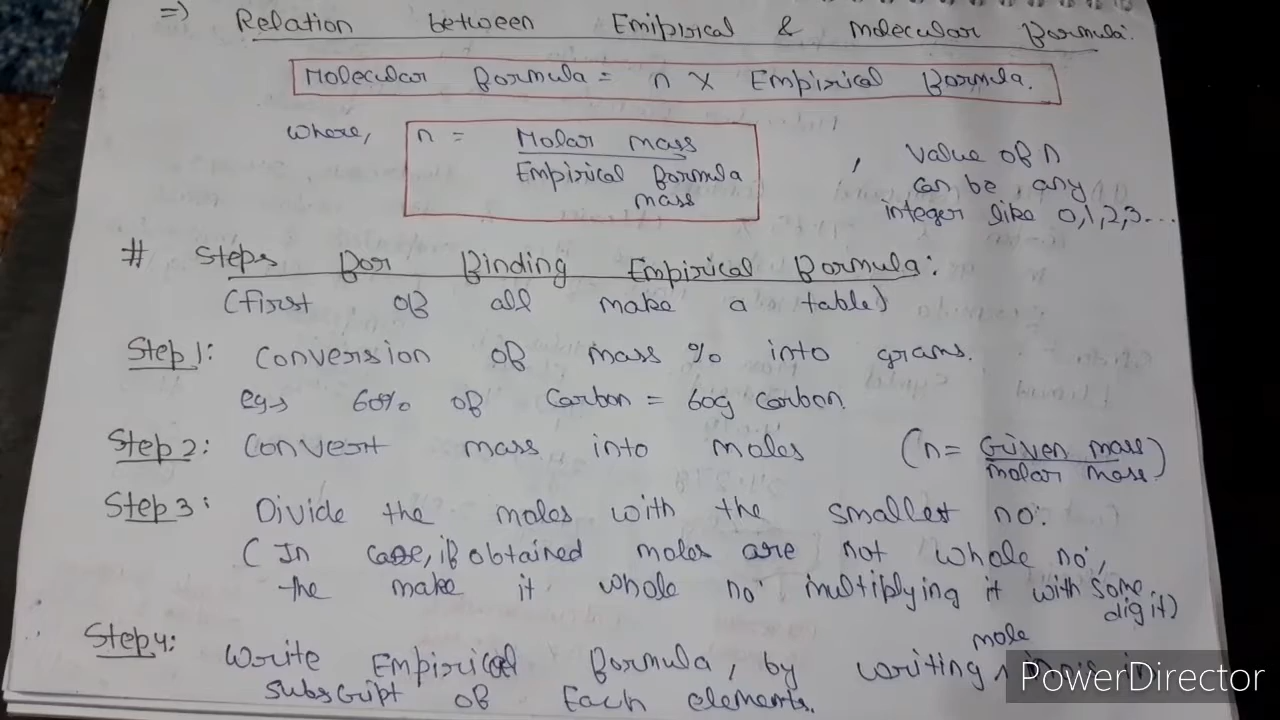 => Relation between Emipirical & Molecular Formula:
Molecular Formula = n X Empirical Formula.
where, n = Molar mass / Empirical Formula mass , value of n can be any integer like 0,1,2,3....
# Steps For Finding Empirical Formula:
(first of all make a table)
Step 1: Conversion of mass % into grams.
eg→ 60% of Carbon = 60g Carbon.
Step 2: Convert mass into moles (n = Given mass / molar mass)
Step 3: Divide the moles with the smallest no.
(In case, if obtained moles are not whole no.,
the make it whole no. multiplying it with some digit)
Step 4: Write Empirical Formula, by writing mole in
subscript of Each elements.
PowerDirector